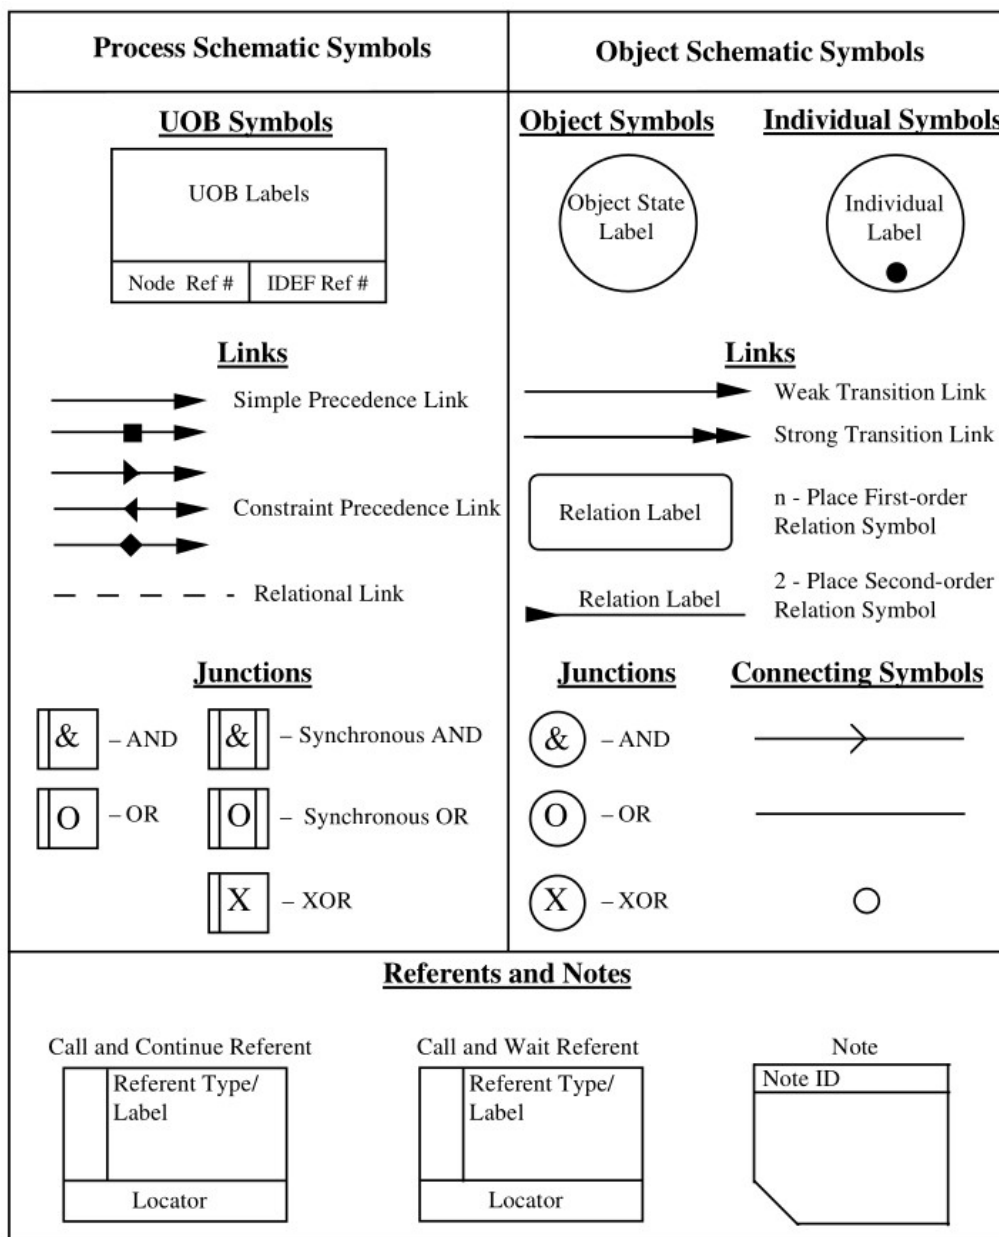 Process Schematic Symbols
Object Schematic Symbols
UOB Symbols
UOB Labels
Node Ref #
IDEF Ref #
Links
Simple Precedence Link
Constraint Precedence Link
Relational Link
Junctions
& – AND
& – Synchronous AND
O – OR
O – Synchronous OR
X – XOR
Object Symbols
Individual Symbols
Object State
Label
Individual
Label
Links
Weak Transition Link
Strong Transition Link
Relation Label
n - Place First-order
Relation Symbol
Relation Label
2 - Place Second-order
Relation Symbol
Junctions
Connecting Symbols
& – AND
O – OR
X – XOR
Referents and Notes
Call and Continue Referent
Referent Type/
Label
Locator
Call and Wait Referent
Referent Type/
Label
Locator
Note
Note ID